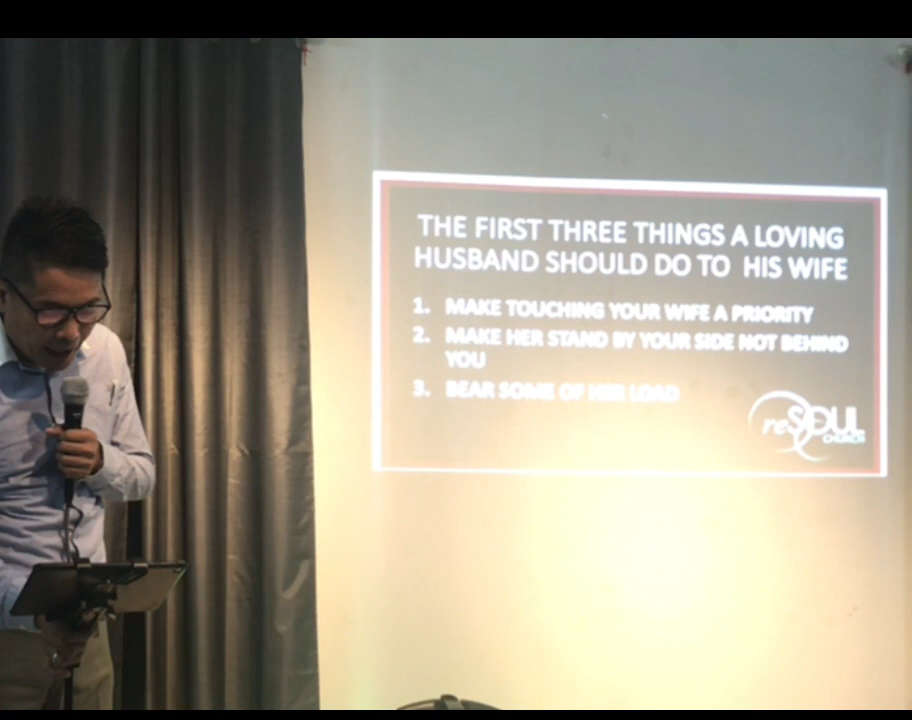 THE FIRST THREE THINGS A LOVING
HUSBAND SHOULD DO TO HIS WIFE
1. MAKE TOUCHING YOUR WIFE A PRIORITY
2. MAKE HER STAND BY YOUR SIDE NOT BEHIND
YOU
3. BEAR SOME OF HER LOAD
reSOUL
CHURCH